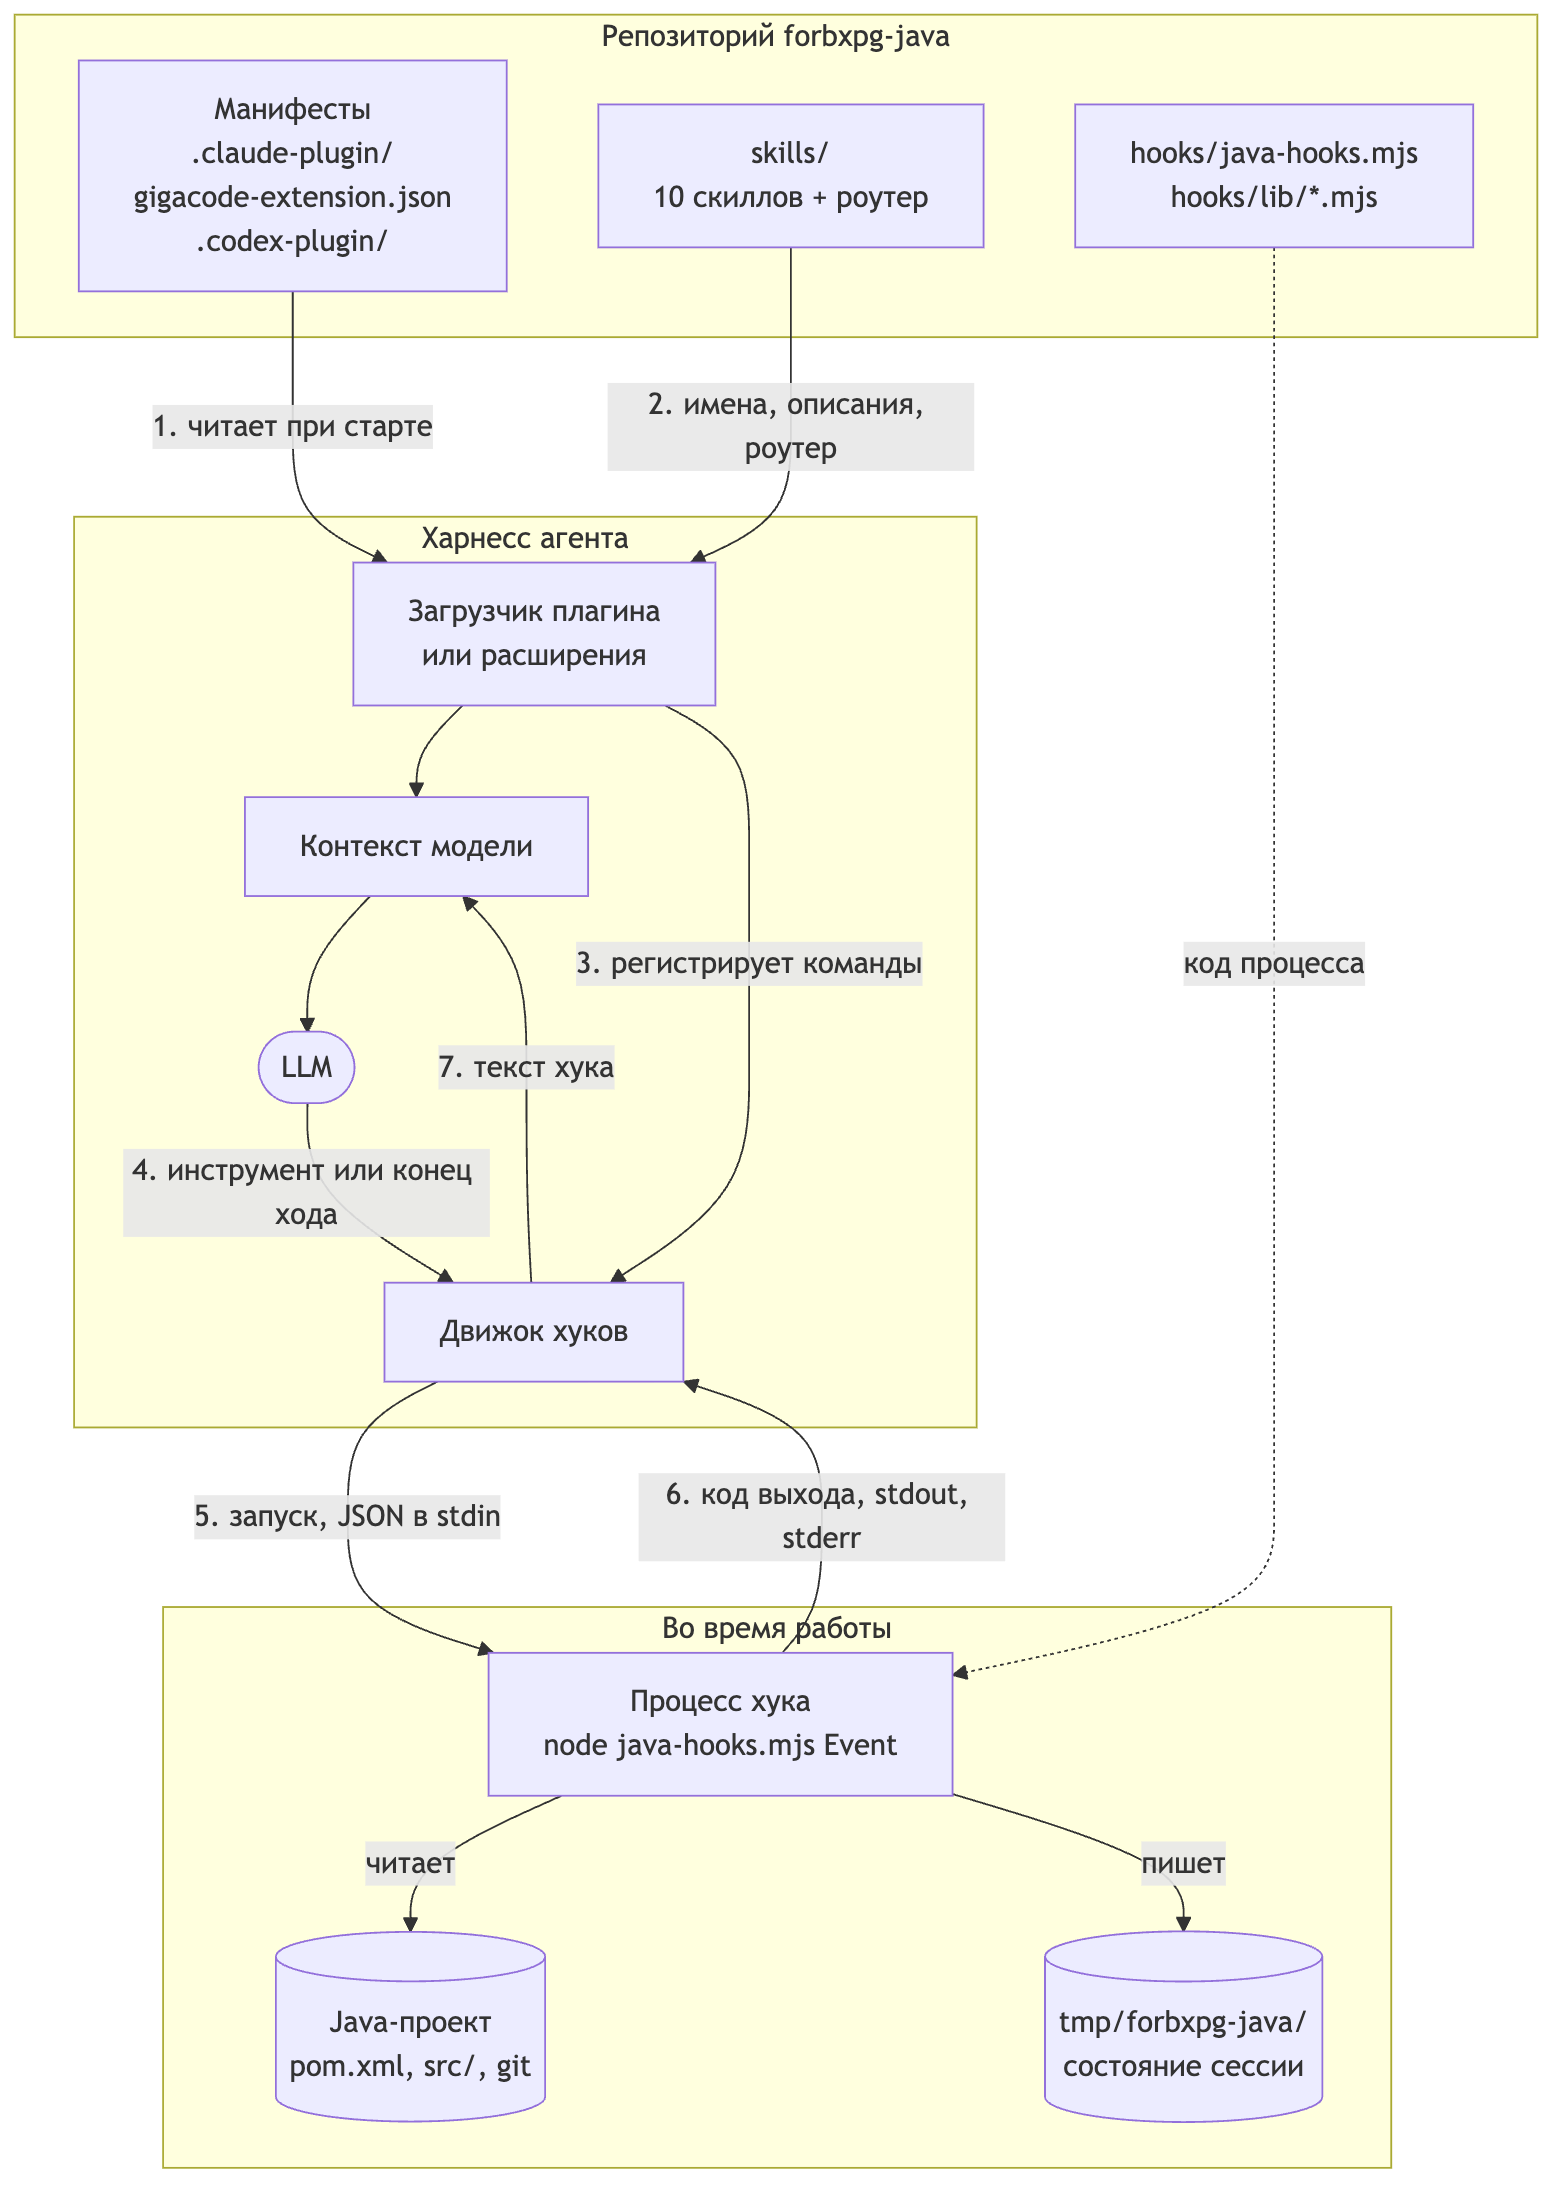 Репозиторий forbxpg-java
Манифесты
.claude-plugin/
gigacode-extension.json
.codex-plugin/
skills/
10 скиллов + роутер
hooks/java-hooks.mjs
hooks/lib/*.mjs
1. читает при старте
2. имена, описания,
роутер
Харнесс агента
Загрузчик плагина
или расширения
Контекст модели
3. регистрирует команды
код процесса
LLM
7. текст хука
4. инструмент или конец
хода
Движок хуков
5. запуск, JSON в stdin
6. код выхода, stdout,
stderr
Во время работы
Процесс хука
node java-hooks.mjs Event
читает
пишет
Java-проект
pom.xml, src/, git
tmp/forbxpg-java/
состояние сессии